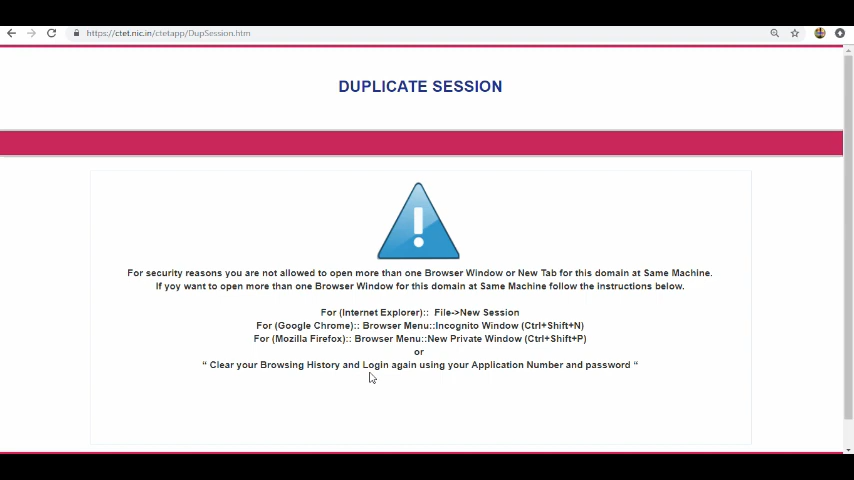 https://ctet.nic.in/ctetapp/DupSession.htm
DUPLICATE SESSION
For security reasons you are not allowed to open more than one Browser Window or New Tab for this domain at Same Machine.
If yoy want to open more than one Browser Window for this domain at Same Machine follow the instructions below.
For (Internet Explorer):: File->New Session
For (Google Chrome):: Browser Menu::Incognito Window (Ctrl+Shift+N)
For (Mozilla Firefox):: Browser Menu::New Private Window (Ctrl+Shift+P)
or
“ Clear your Browsing History and Login again using your Application Number and password “